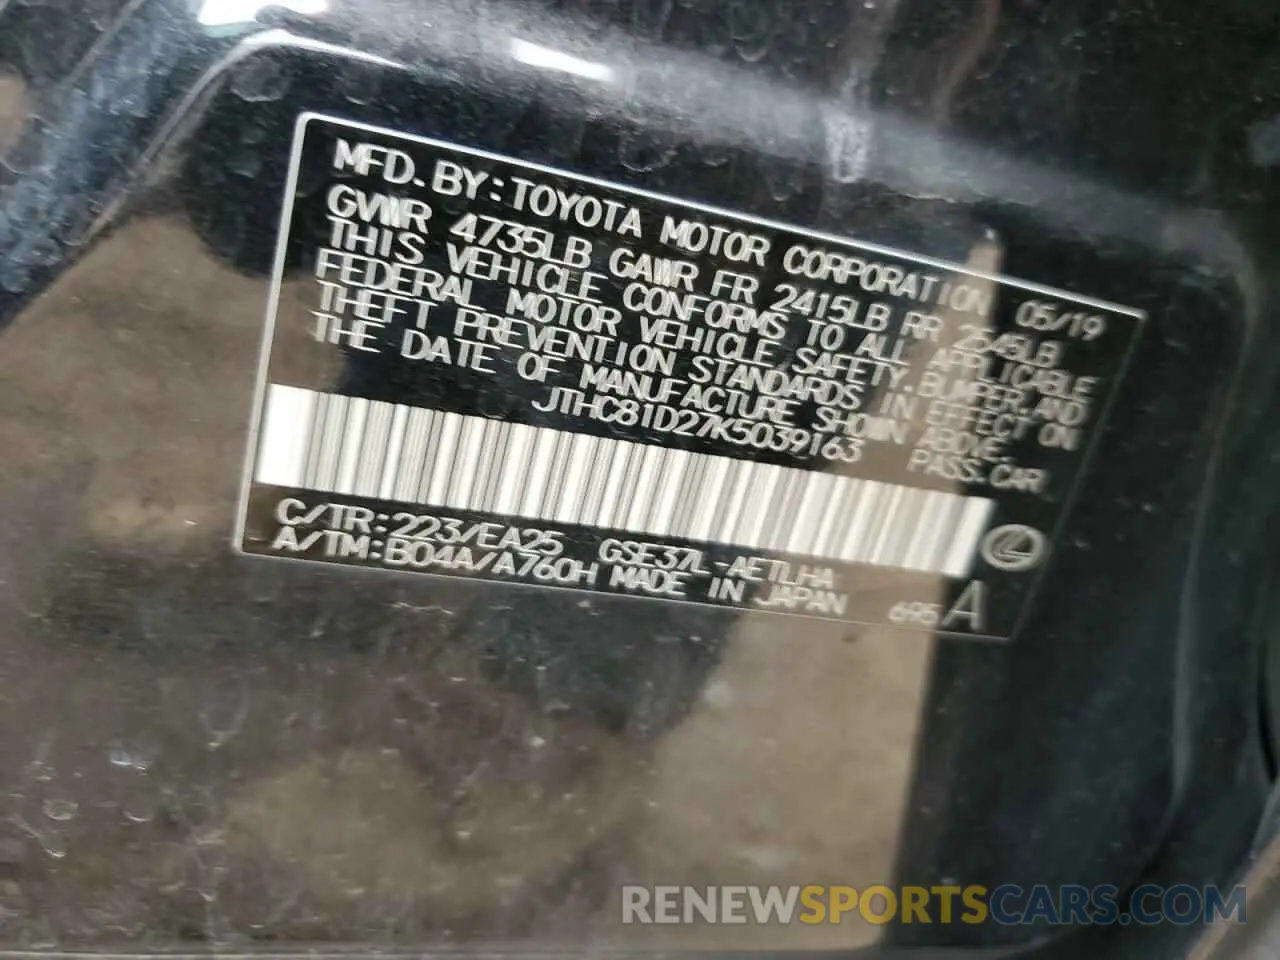 MFD. BY: TOYOTA MOTOR CORPORATION 05/19
GVWR 4735LB GAWR FR 2415LB RR 2545LB
THIS VEHICLE CONFORMS TO ALL APPLICABLE
FEDERAL MOTOR VEHICLE SAFETY, BUMPER, AND
THEFT PREVENTION STANDARDS IN EFFECT ON
THE DATE OF MANUFACTURE SHOWN ABOVE.
JTHC81D27K5039163 PASS. CAR
C/TR: 223/EA25 GSE37L-AETLHA
A/TM: B04A/A760H MADE IN JAPAN 695 A
RENEWSPORTSCARS.COM